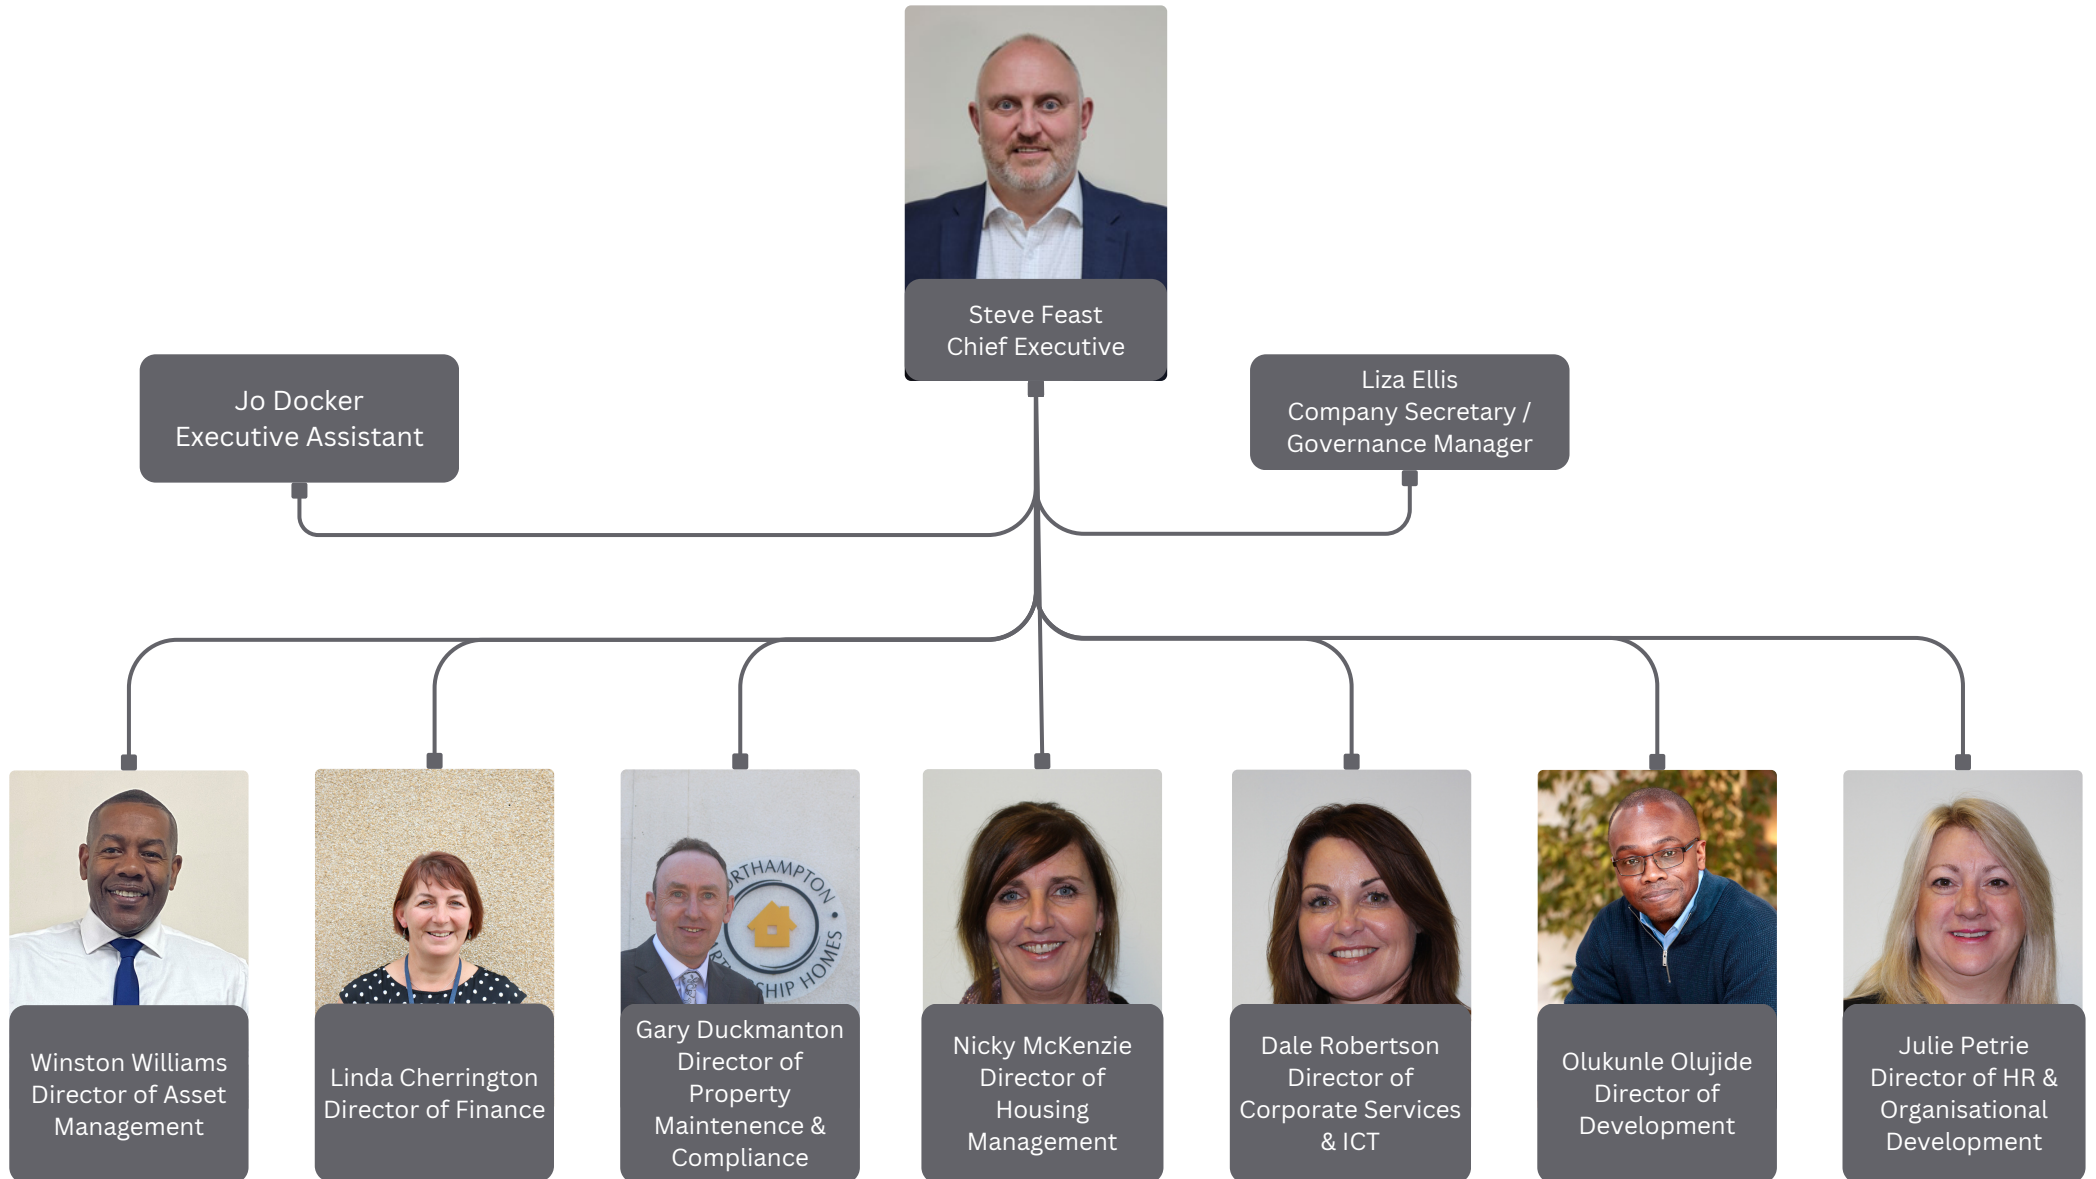 Steve Feast
Chief Executive
Jo Docker
Executive Assistant
Liza Ellis
Company Secretary /
Governance Manager
NORTHAMPTON
SHIP HOMES
Winston Williams
Director of Asset
Management
Linda Cherrington
Director of Finance
Gary Duckmanton
Director of
Property
Maintenence &
Compliance
Nicky McKenzie
Director of
Housing
Management
Dale Robertson
Director of
Corporate Services
& ICT
Olukunle Olujide
Director of
Development
Julie Petrie
Director of HR &
Organisational
Development